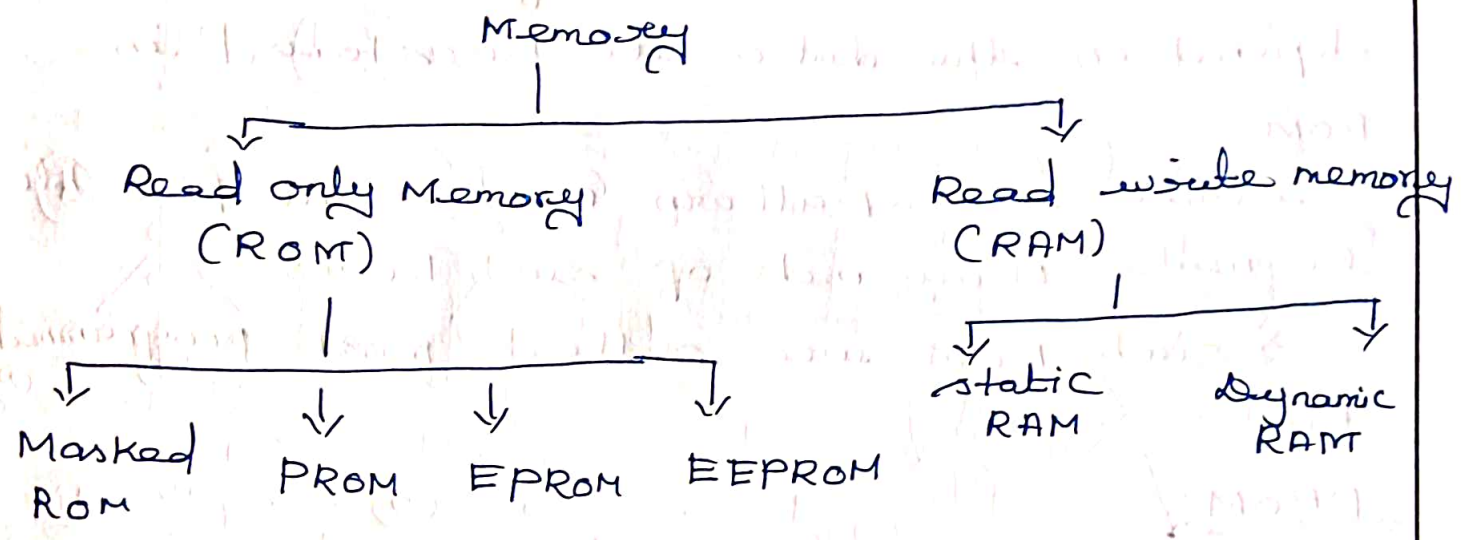 Memory
Read only Memory
(ROM)
Read write memory
(RAM)
Masked
ROM
PROM
EPROM
EEPROM
static
RAM
Dynamic
RAM